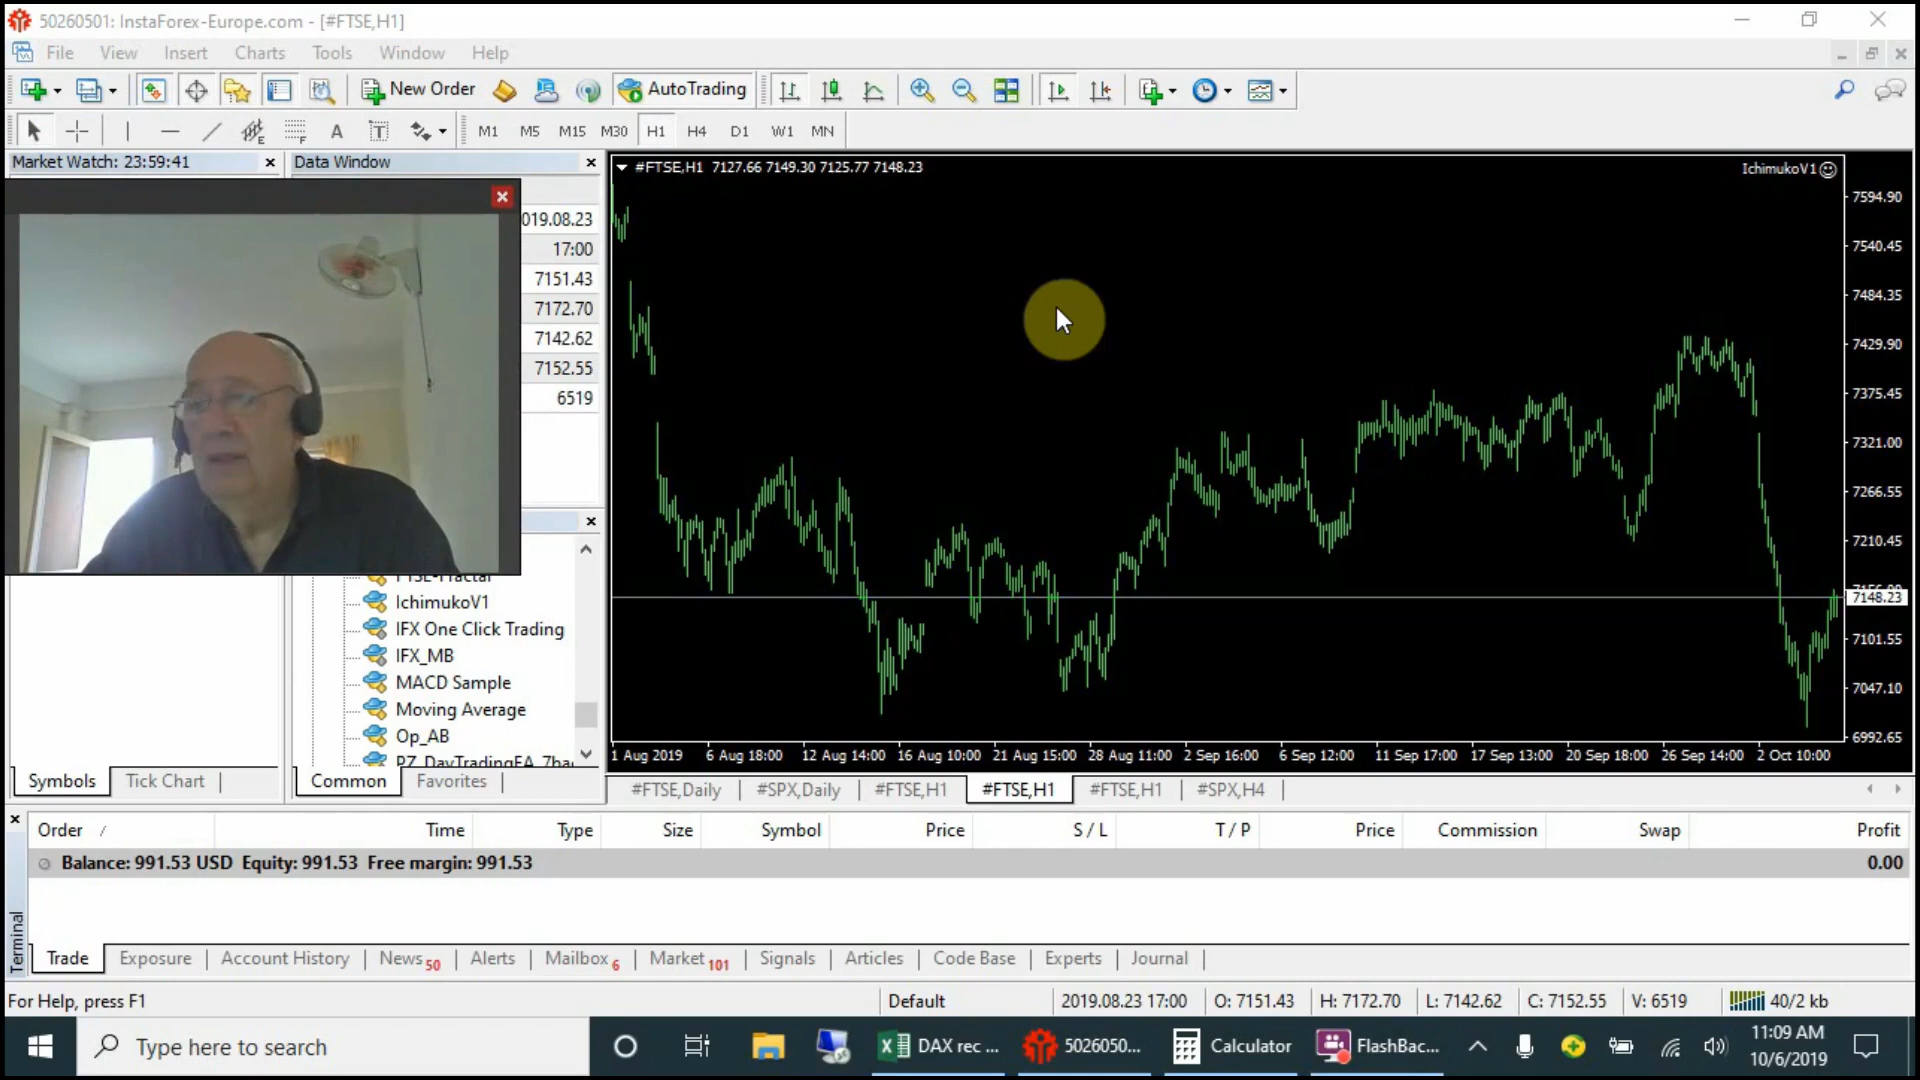 50260501: InstaForex-Europe.com - [#FTSE,H1]
File View Insert Charts Tools Window Help
New Order AutoTrading
A T M1 M5 M15 M30 H1 H4 D1 W1 MN
Market Watch: 23:59:41
Data Window
#FTSE,H1 7127.66 7149.30 7125.77 7148.23
IchimukoV1
019.08.23
17:00
7151.43
7172.70
7142.62
7152.55
6519
7594.90
7540.45
7484.35
7429.90
7375.45
7321.00
7266.55
7210.45
7148.23
7101.55
7047.10
6992.65
FTSE-Fractal
IchimukoV1
IFX One Click Trading
IFX_MB
MACD Sample
Moving Average
Op_AB
1 Aug 2019 6 Aug 18:00 12 Aug 14:00 16 Aug 10:00 21 Aug 15:00 28 Aug 11:00 2 Sep 16:00 6 Sep 12:00 11 Sep 17:00 17 Sep 13:00 20 Sep 18:00 26 Sep 14:00 2 Oct 10:00
Symbols Tick Chart Common Favorites
#FTSE,Daily #SPX,Daily #FTSE,H1 #FTSE,H1 #FTSE,H1 #SPX,H4
Order / Time Type Size Symbol Price S / L T / P Price Commission Swap Profit
Balance: 991.53 USD Equity: 991.53 Free margin: 991.53 0.00
Terminal
Trade Exposure Account History News 50 Alerts Mailbox 6 Market 101 Signals Articles Code Base Experts Journal
For Help, press F1 Default 2019.08.23 17:00 O: 7151.43 H: 7172.70 L: 7142.62 C: 7152.55 V: 6519 40/2 kb
Type here to search
DAX rec ... 5026050... Calculator FlashBac...
11:09 AM
10/6/2019